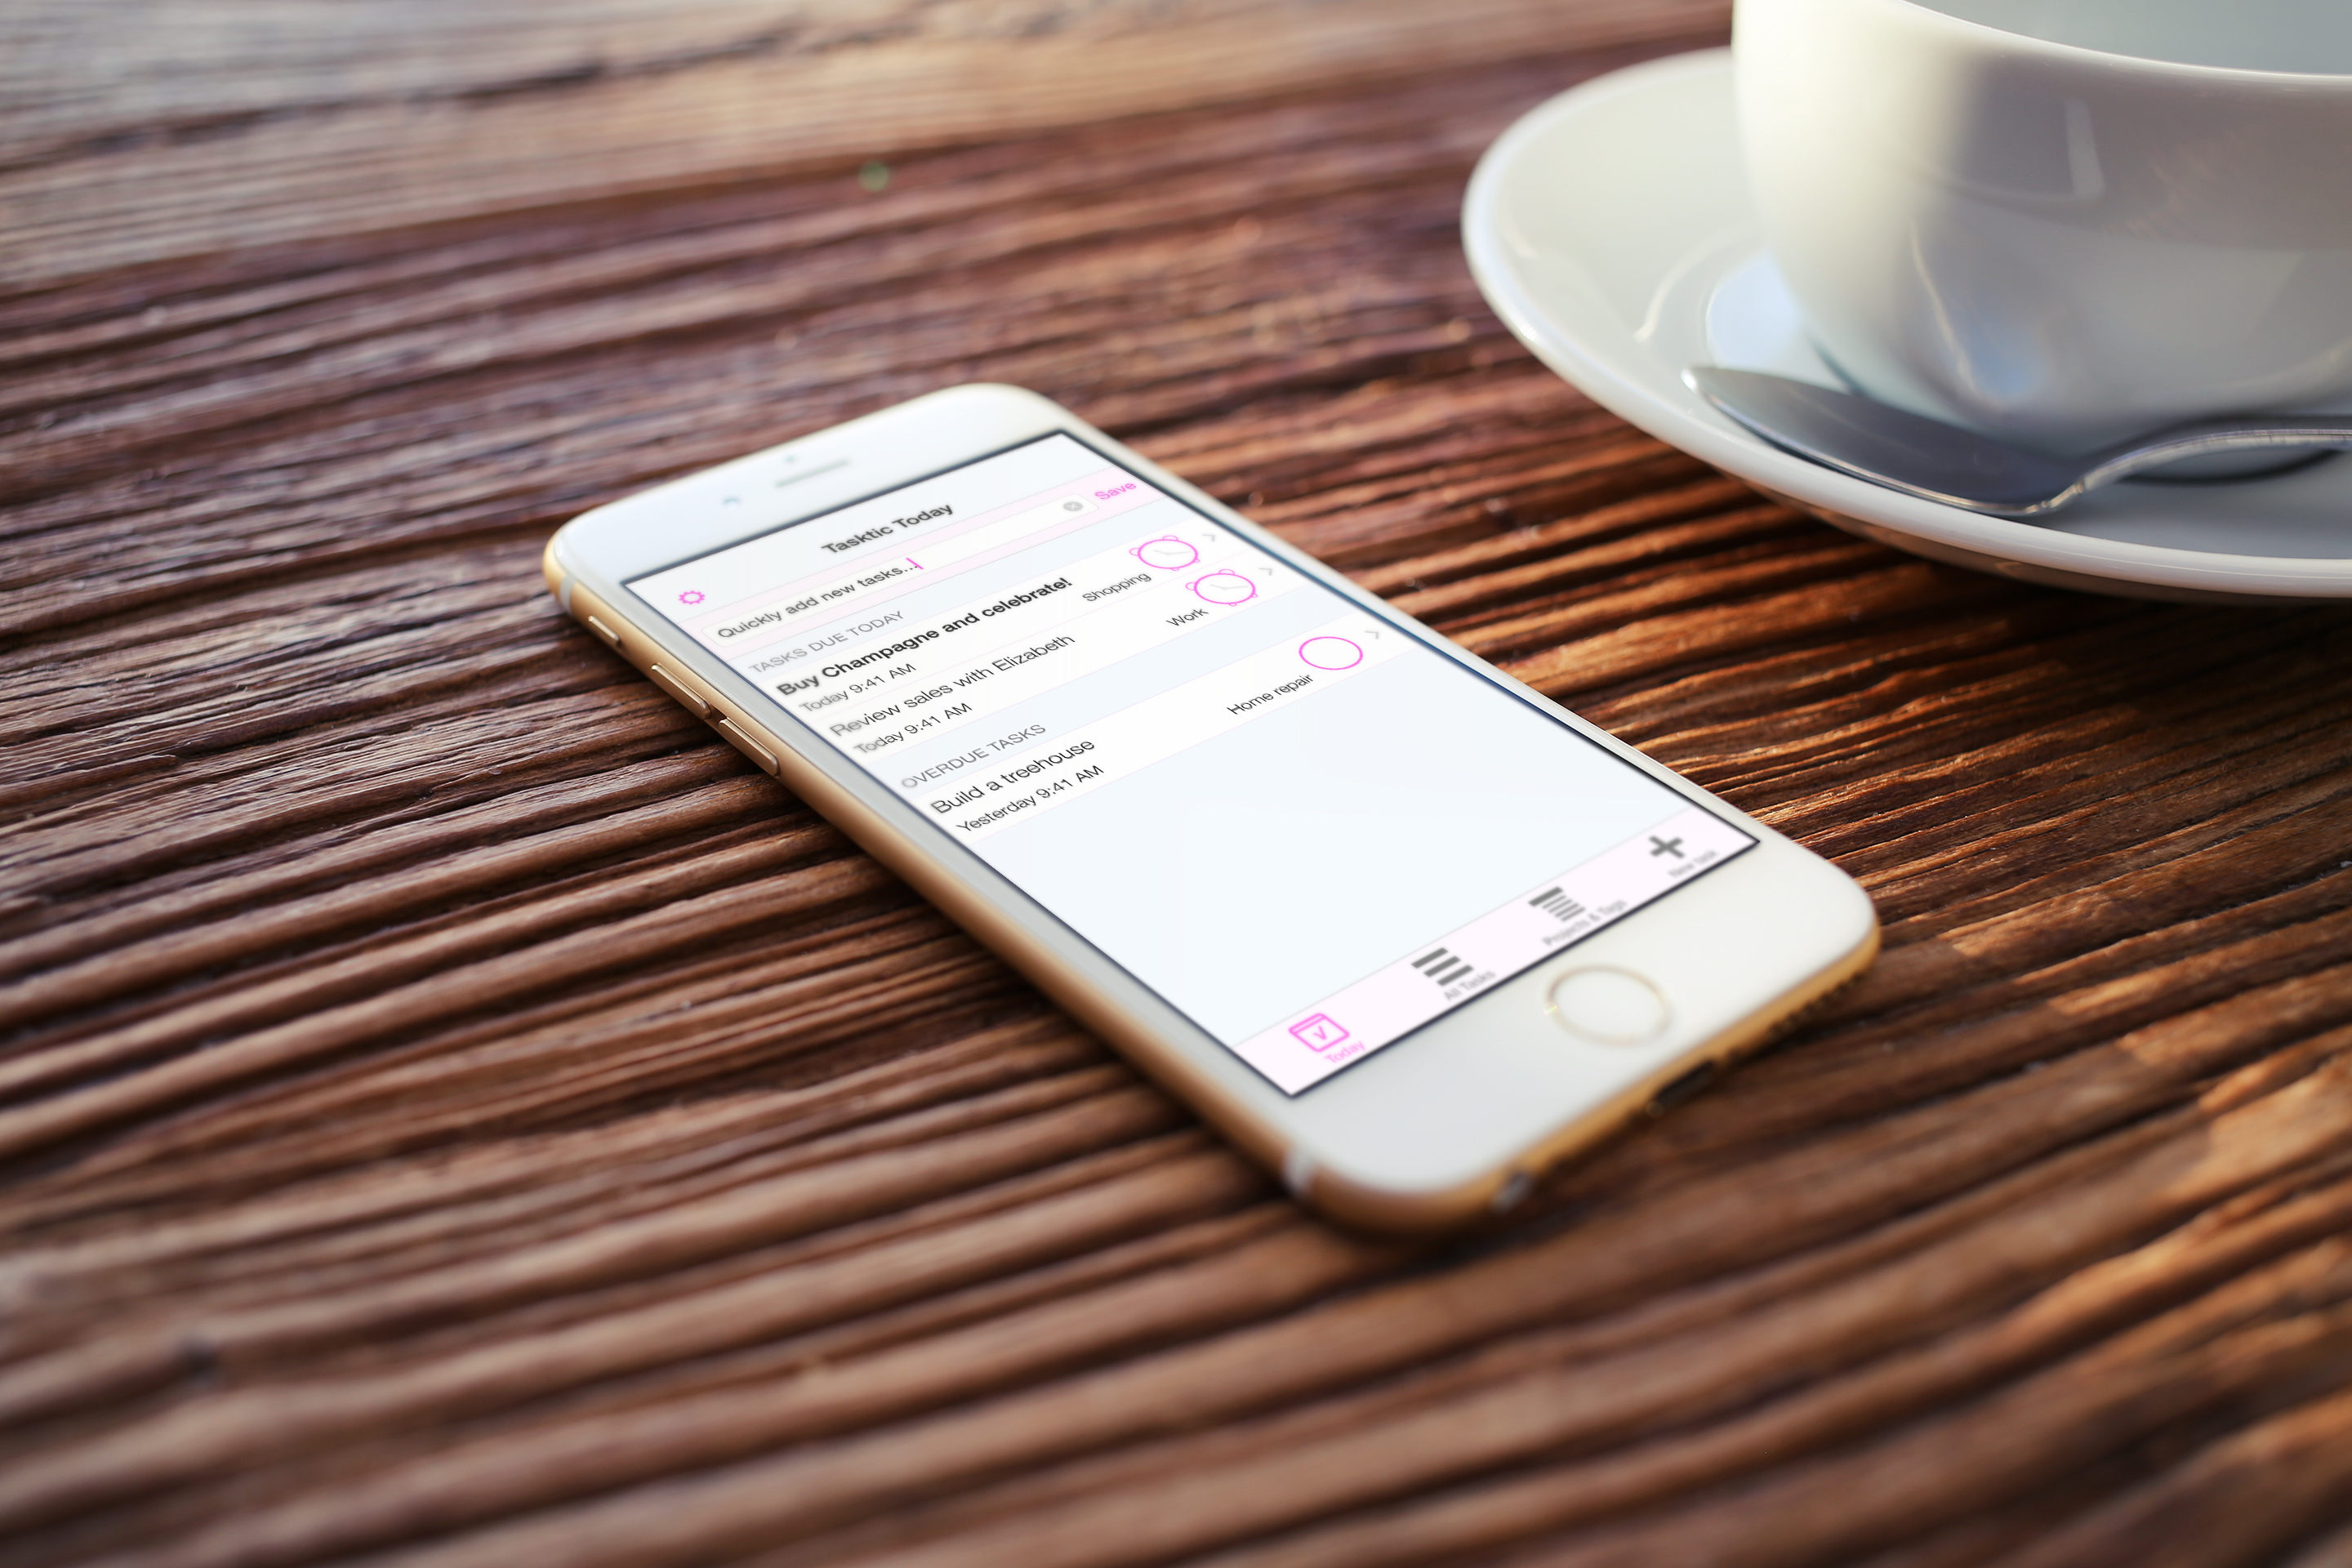 Tasktic Today
Quickly add new tasks...
Save
TASKS DUE TODAY
Buy Champagne and celebrate!
Today 9:41 AM
Shopping
Review sales with Elizabeth
Today 9:41 AM
Work
OVERDUE TASKS
Build a treehouse
Yesterday 9:41 AM
Home repair
Today
All Tasks
Projects & Tags
New task